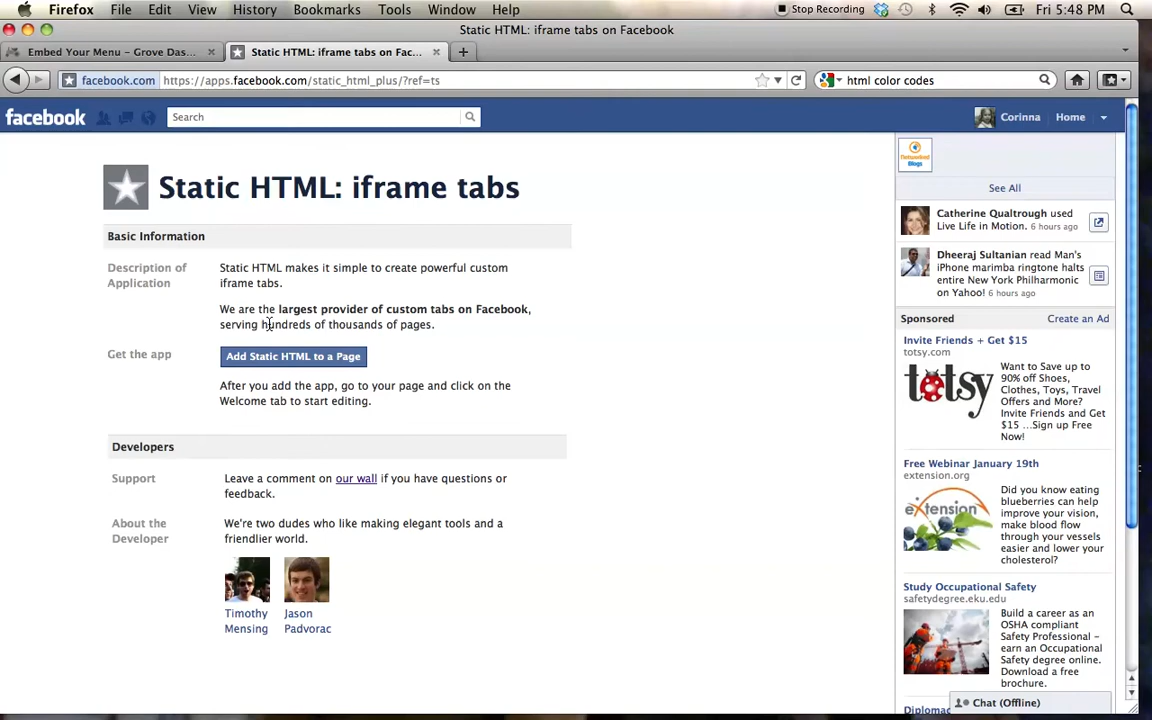 Firefox File Edit View History Bookmarks Tools Window Help Stop Recording Fri 5:48 PM
Static HTML: iframe tabs on Facebook
Embed Your Menu – Grove Das... Static HTML: iframe tabs on Fac...
facebook.com https://apps.facebook.com/static_html_plus/?ref=ts html color codes
facebook Search Corinna Home
Static HTML: iframe tabs
Basic Information
Description of Application
Static HTML makes it simple to create powerful custom
iframe tabs.
We are the largest provider of custom tabs on Facebook,
serving hundreds of thousands of pages.
Get the app Add Static HTML to a Page
After you add the app, go to your page and click on the
Welcome tab to start editing.
Developers
Support
Leave a comment on our wall if you have questions or
feedback.
About the
Developer
We're two dudes who like making elegant tools and a
friendlier world.
Timothy
Mensing
Jason
Padvorac
Blogs
See All
Catherine Qualtrough used
Live Life in Motion. 6 hours ago
Dheeraj Sultanian read Man's
iPhone marimba ringtone halts
entire New York Philharmonic
on Yahoo! 6 hours ago
Sponsored Create an Ad
Invite Friends + Get $15
totsy.com
totsy
Want to Save up to
90% off Shoes,
Clothes, Toys, Travel
Offers and More?
Invite Friends and Get
$15 ...Sign up Free
Now!
Free Webinar January 19th
extension.org
eXtension
Did you know eating
blueberries can help
improve your vision,
make blood flow
through your vessels
easier and lower your
cholesterol?
Study Occupational Safety
safetydegree.eku.edu
Build a career as an
OSHA compliant
Safety Professional –
earn an Occupational
Safety degree online.
Download a free
brochure.
Chat (Offline)